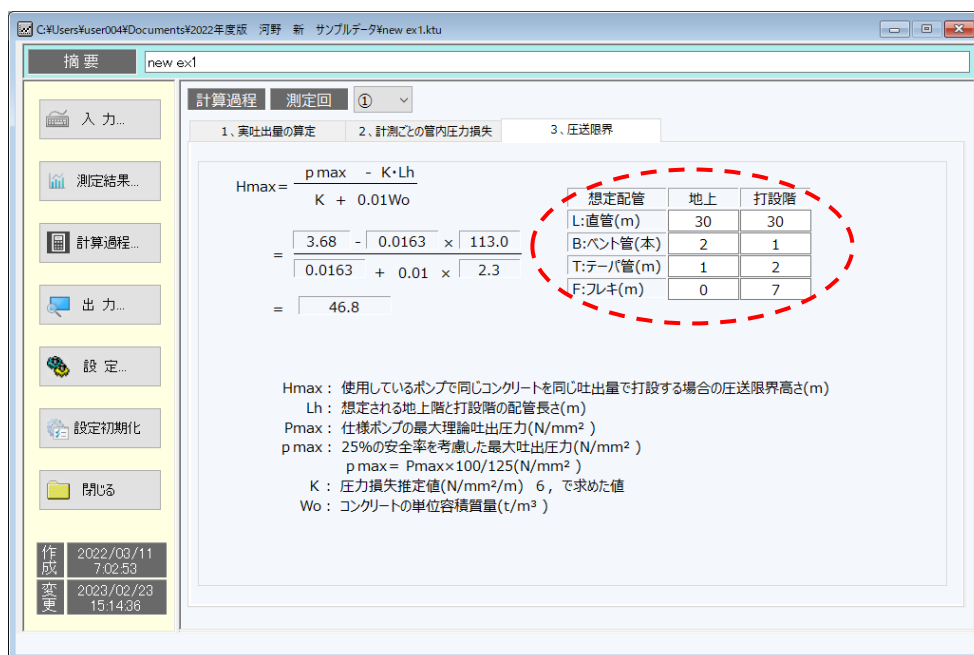 C:¥Users¥user004¥Documents¥2022年度版 河野 新 サンプルデータ¥new ex1.ktu
摘 要 new ex1
入 力...
測定結果...
計算過程...
出 力...
設 定...
設定初期化
閉じる
作成 2022/03/11 7:02:53
変更 2023/02/23 15:14:36
計算過程 測定回 ①
1、実吐出量の算定 2、計測ごとの管内圧力損失 3、圧送限界
Hmax= p max - K・Lh
K + 0.01Wo
= 3.68 - 0.0163 × 113.0
0.0163 + 0.01 × 2.3
= 46.8
想定配管 地上 打設階
L:直管(m) 30 30
B:ベント管(本) 2 1
T:テーパ管(m) 1 2
F:フレキ(m) 0 7
Hmax： 使用しているポンプで同じコンクリートを同じ吐出量で打設する場合の圧送限界高さ(m)
Lh： 想定される地上階と打設階の配管長さ(m)
Pmax： 仕様ポンプの最大理論吐出圧力(N/mm² )
p max： 25%の安全率を考慮した最大吐出圧力(N/mm² )
p max= Pmax×100/125(N/mm² )
K： 圧力損失推定値(N/mm²/m) 6，で求めた値
Wo： コンクリートの単位容積質量(t/m³ )